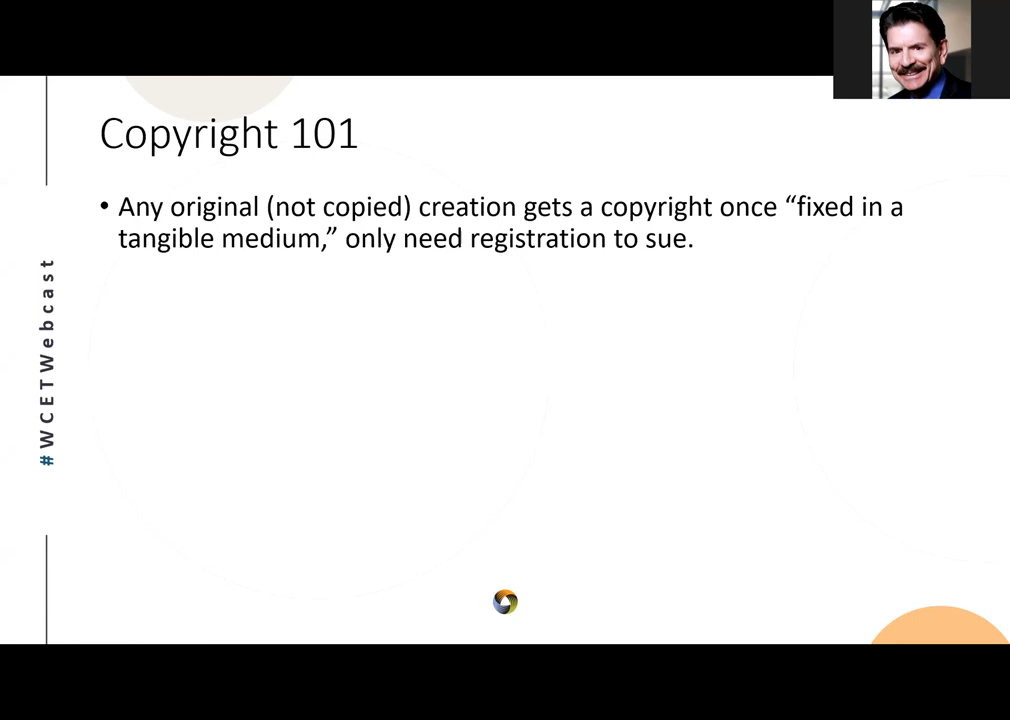 Copyright 101
• Any original (not copied) creation gets a copyright once “fixed in a
tangible medium,” only need registration to sue.
#WCETWebcast